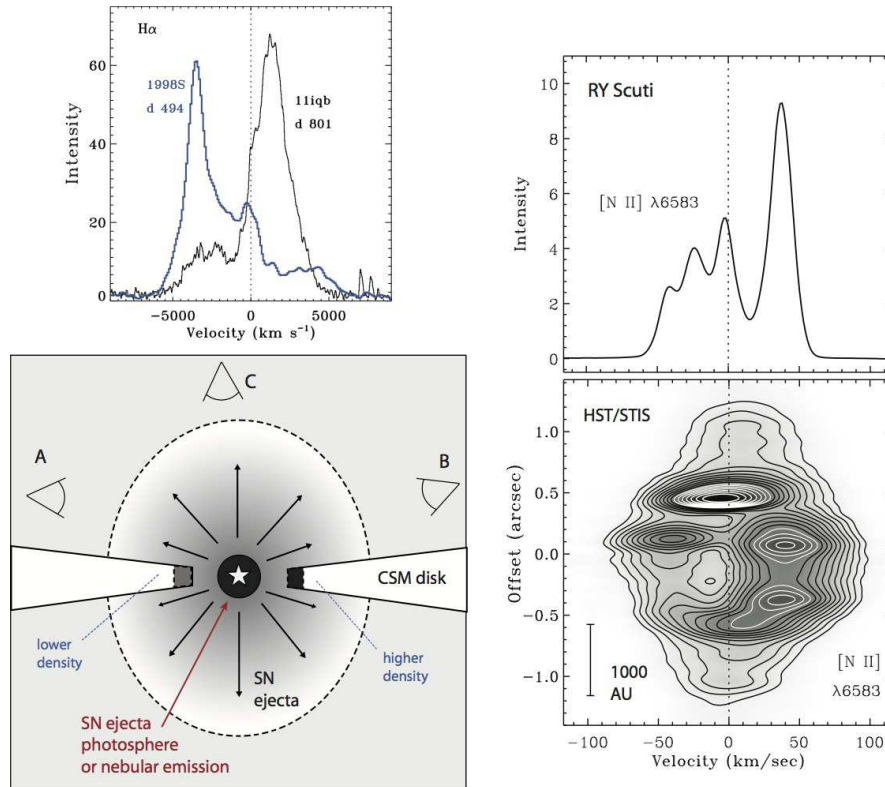 Hα
1998S
d 494
11iqb
d 801
Intensity
60
40
20
0
−5000
0
5000
Velocity (km s⁻¹)
C
A
B
CSM disk
lower
density
higher
density
SN
ejecta
SN ejecta
photosphere
or nebular emission
RY Scuti
[N II] λ6583
Intensity
10
8
6
4
2
0
HST/STIS
Offset (arcsec)
1.0
0.5
0.0
-0.5
-1.0
1000
AU
[N II]
λ6583
-100
-50
0
50
100
Velocity (km/sec)